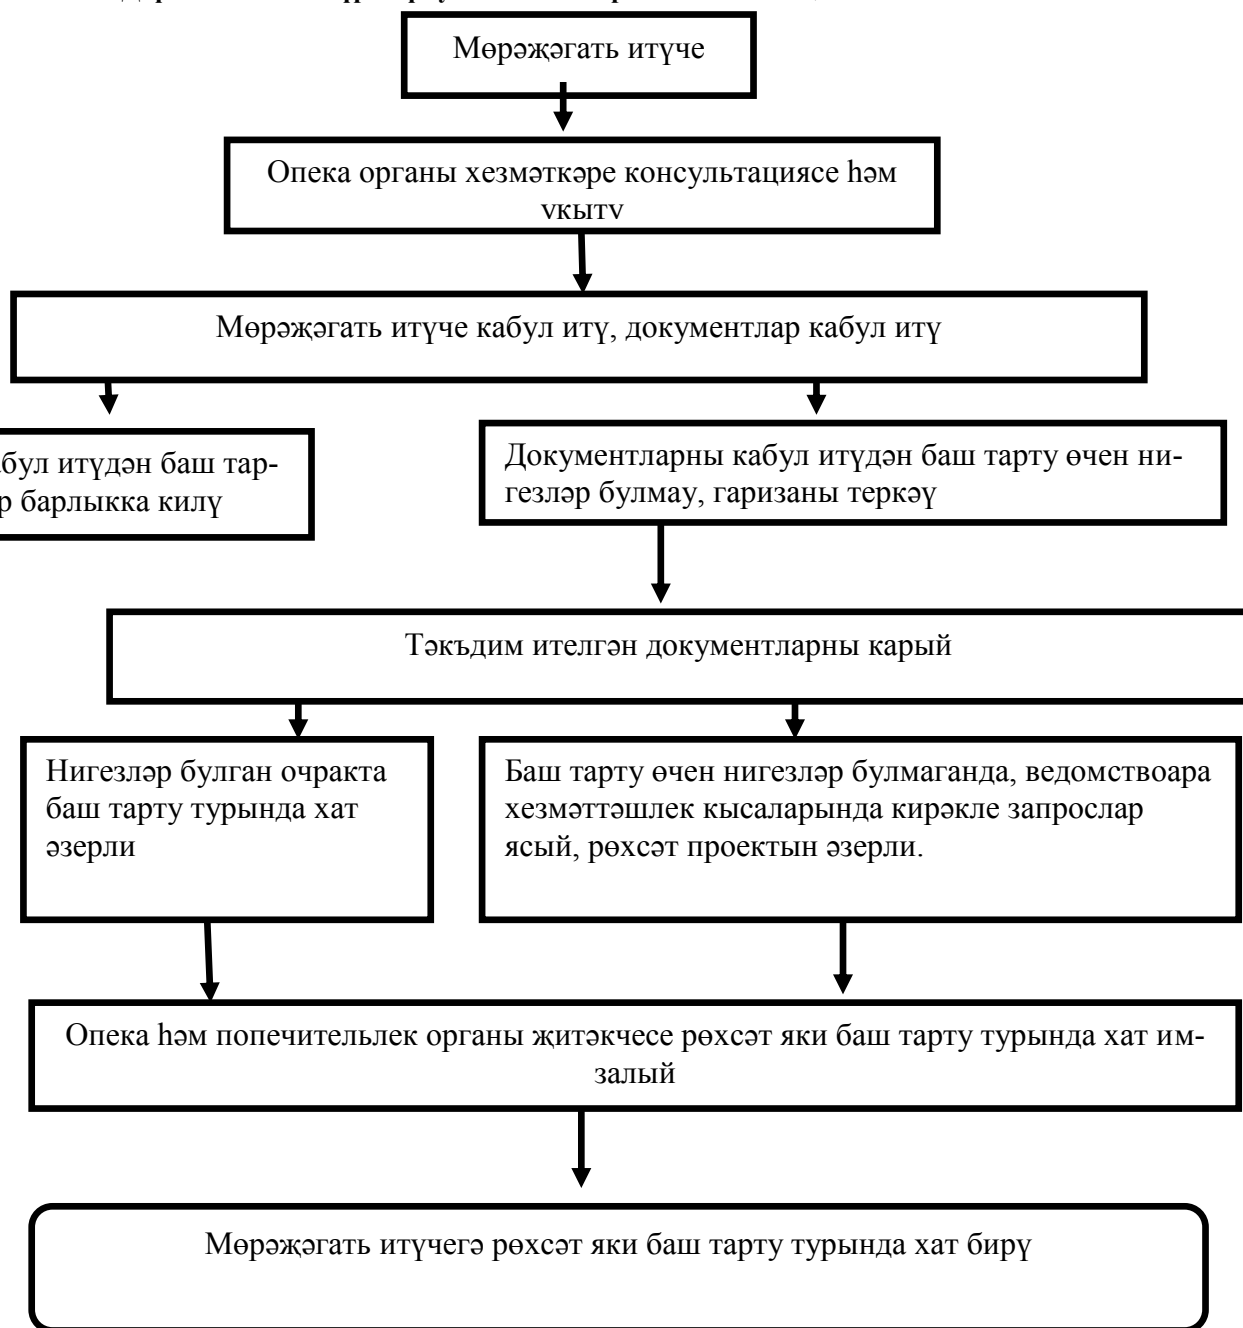 Мөрәҗәгать итүче
Опека органы хезмәткәре консультациясе һәм
укыту
Мөрәҗәгать итүче кабул итү, документлар кабул итү
бул итүдән баш тар-
р барлыкка килү
Документларны кабул итүдән баш тарту өчен ни-
гезләр булмау, гаризаны теркәү
Тәкъдим ителгән документларны карый
Нигезләр булган очракта
баш тарту турында хат
әзерли
Баш тарту өчен нигезләр булмаганда, ведомствоара
хезмәттәшлек кысаларында кирәкле запрослар
ясый, рөхсәт проектын әзерли.
Опека һәм попечительлек органы җитәкчесе рөхсәт яки баш тарту турында хат им-
залый
Мөрәҗәгать итүчегә рөхсәт яки баш тарту турында хат бирү